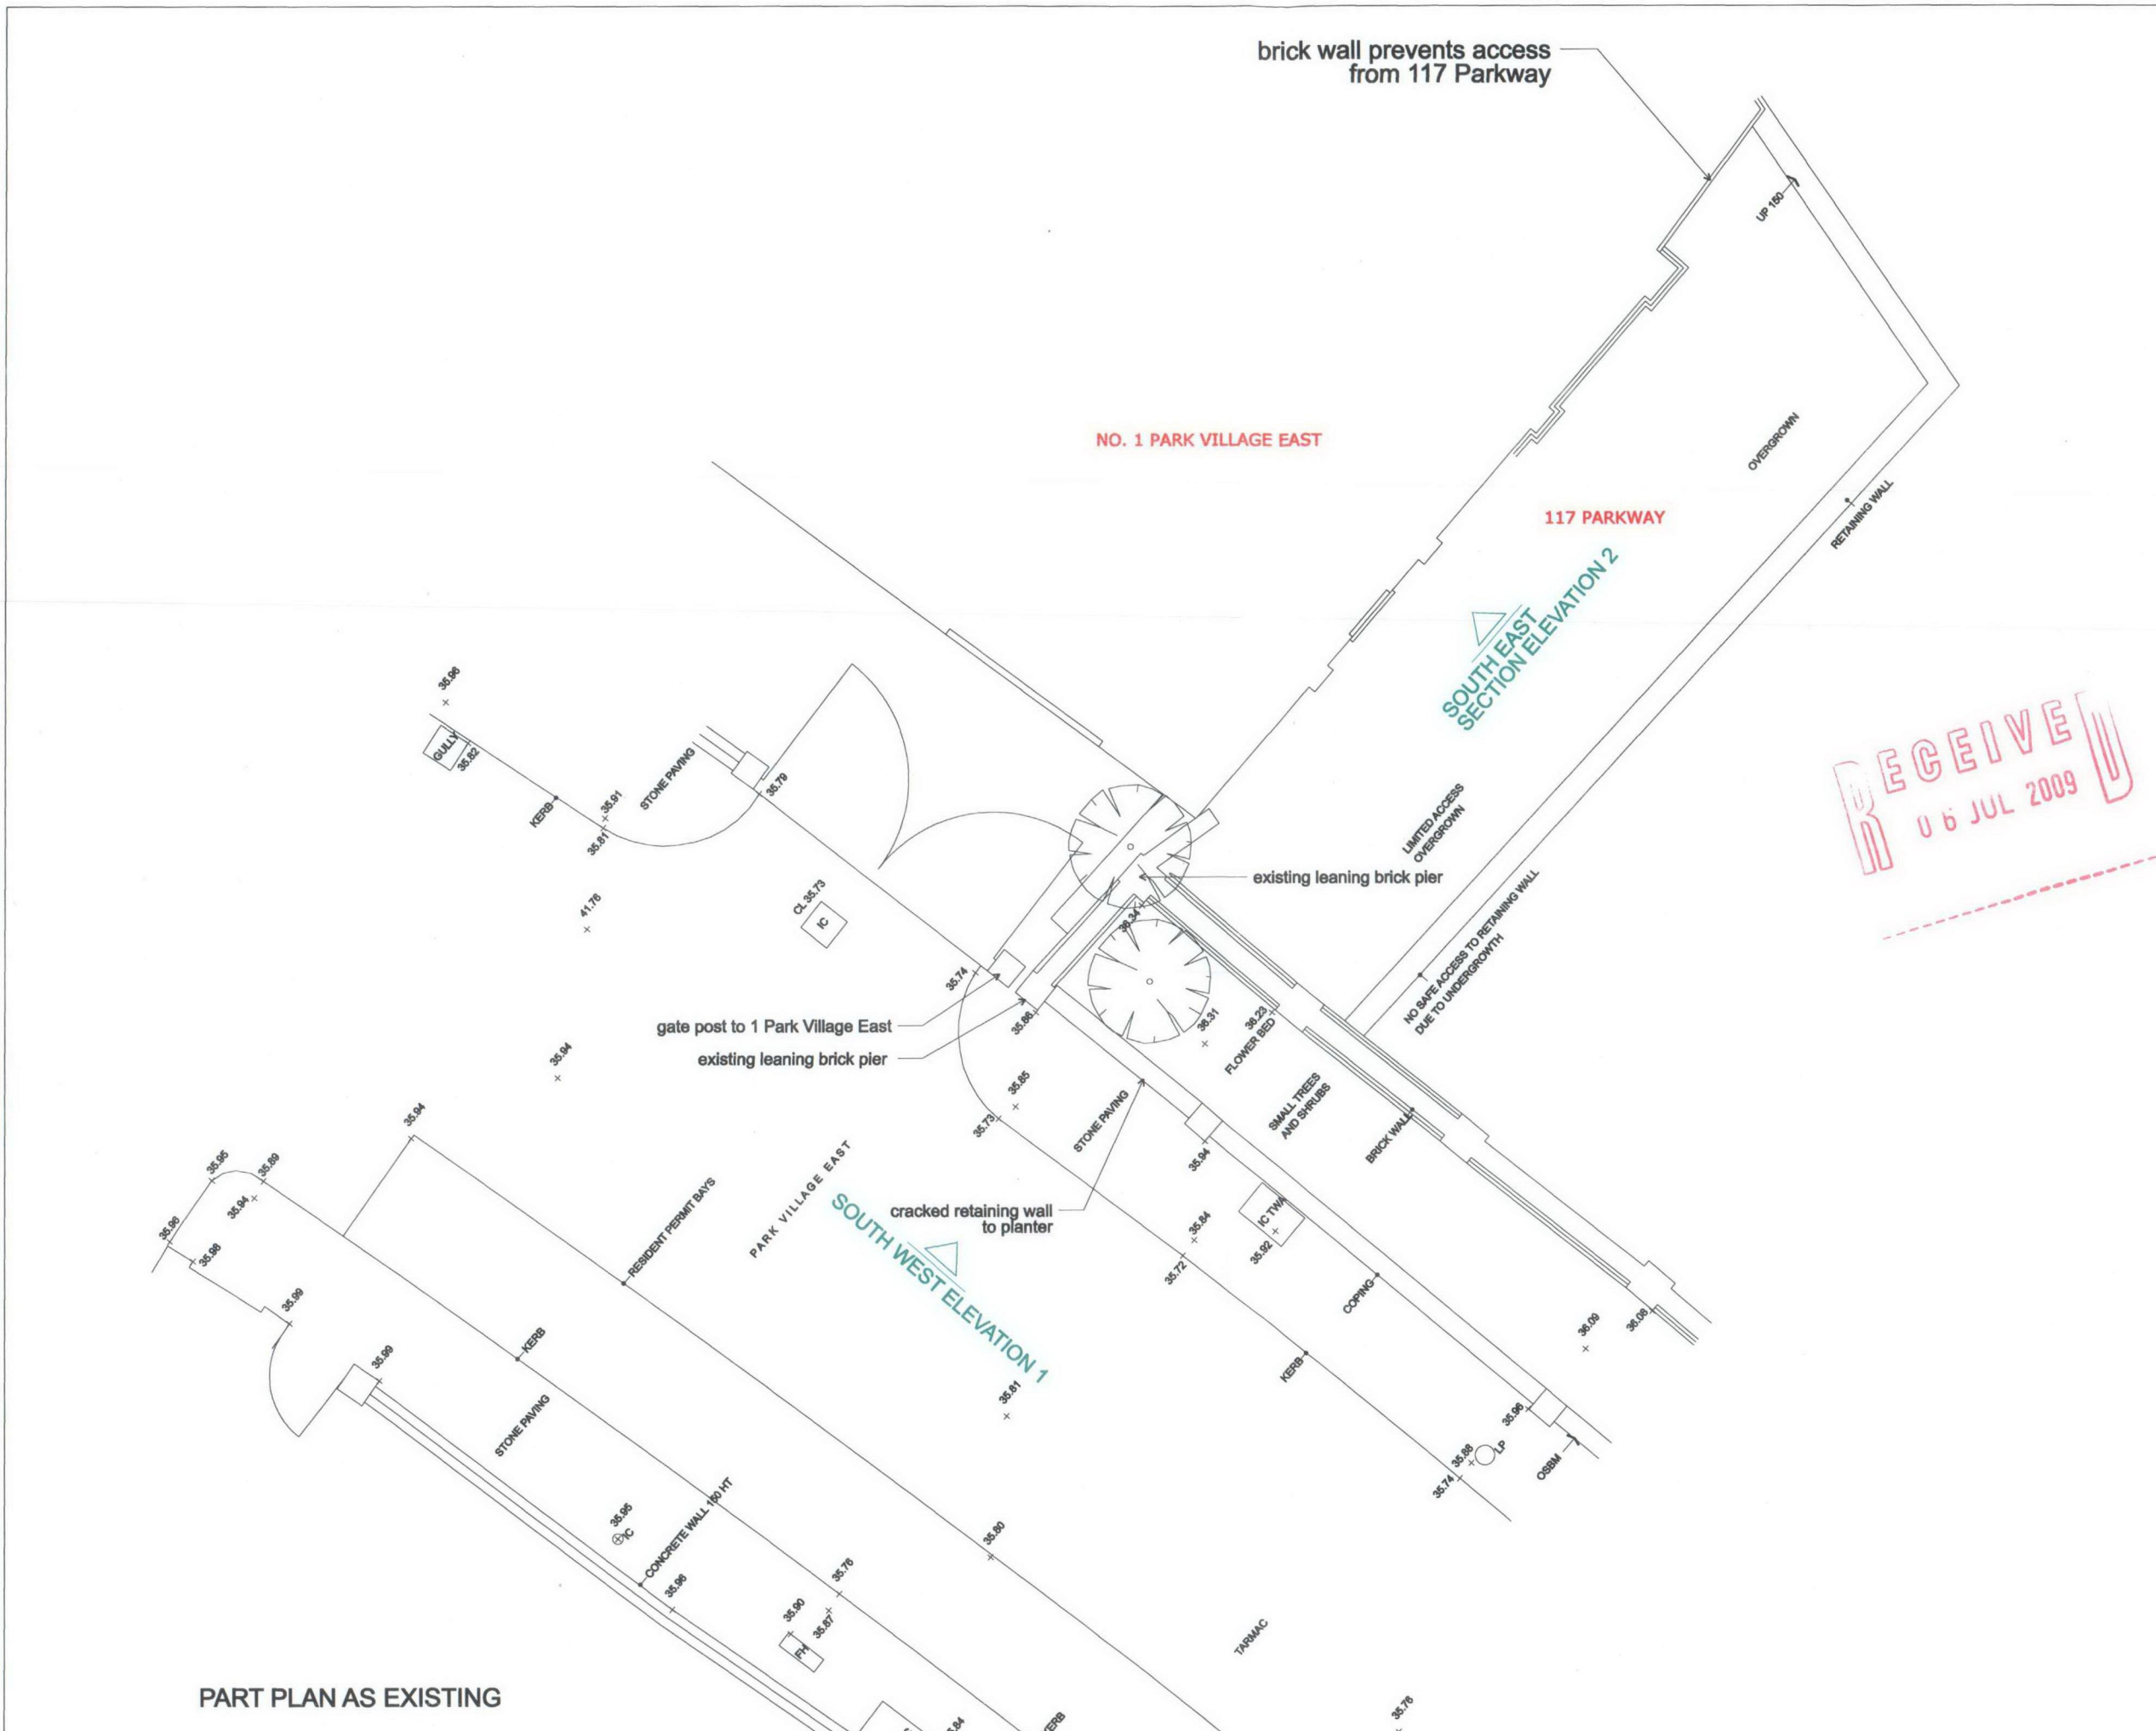 brick wall prevents access
from 117 Parkway
UP 150
OVERGROWN
RETAINING WALL
NO. 1 PARK VILLAGE EAST
117 PARKWAY
SOUTH EAST
SECTION ELEVATION 2
RECEIVED
06 JUL 2009
35.96
GULLY
35.82
KERB
35.91
35.81
STONE PAVING
35.79
41.76
CL 35.73
IC
LIMITED ACCESS
OVERGROWN
existing leaning brick pier
36.34
NO SAFE ACCESS TO RETAINING WALL
DUE TO UNDERGROWTH
35.74
gate post to 1 Park Village East
existing leaning brick pier
35.86
36.31
36.23
FLOWER BED
35.94
35.85
35.73
STONE PAVING
SMALL TREES
AND SHRUBS
BRICK WALL
35.94
35.94
35.95
35.89
35.94
35.96
35.98
RESIDENT PERMIT BAYS
PARK VILLAGE EAST
SOUTH WEST ELEVATION 1
cracked retaining wall
to planter
35.84
35.72
IC TWA
35.92
COPING
36.09
36.08
35.99
35.99
KERB
KERB
STONE PAVING
35.81
35.96
35.88
LP
35.74
OSBM
35.95
IC
CONCRETE WALL 150 HT
35.96
35.80
35.76
35.90
35.87
FH
TARMAC
PART PLAN AS EXISTING
35.76